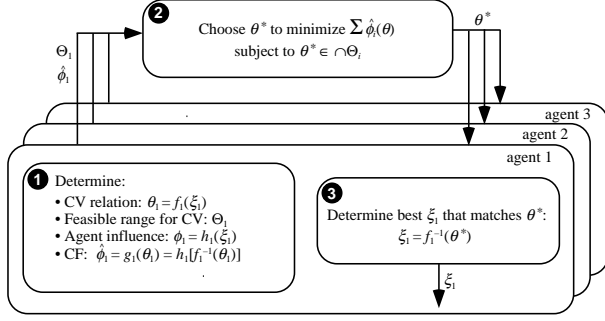 2
Choose θ* to minimize Σ φ̂ᵢ(θ)
subject to θ* ∈ ∩Θᵢ
θ*
Θ₁
φ̂₁
agent 3
agent 2
agent 1
1 Determine:
• CV relation: θ₁ = f₁(ξ₁)
• Feasible range for CV: Θ₁
• Agent influence: φ₁ = h₁(ξ₁)
• CF: φ̂₁ = g₁(θ₁) = h₁[f₁⁻¹(θ₁)]
3
Determine best ξ₁ that matches θ*:
ξ₁ = f₁⁻¹(θ*)
ξ₁